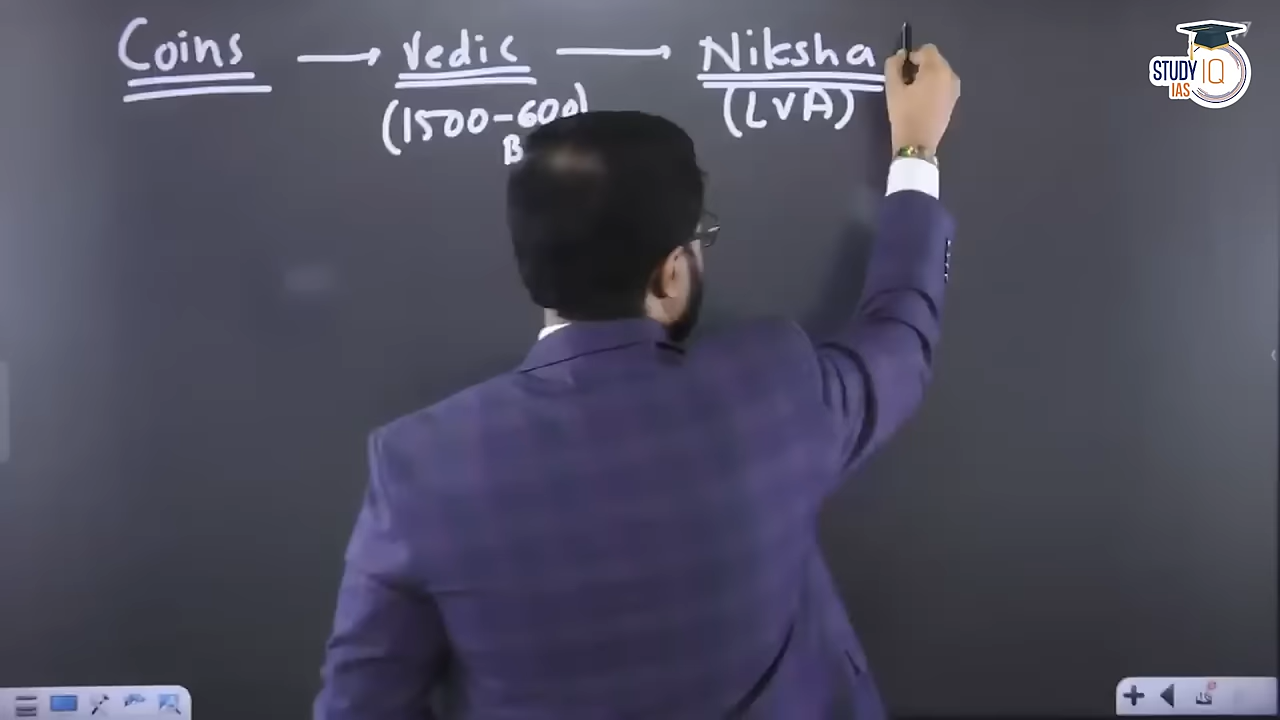 Coins → Vedic → Niksha
(1500-600)
B
(LVA)
STUDY IQ
IAS